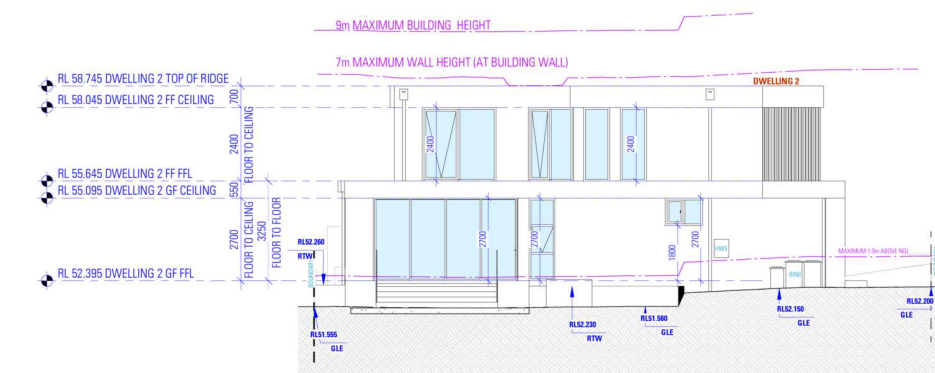 9m MAXIMUM BUILDING HEIGHT
7m MAXIMUM WALL HEIGHT (AT BUILDING WALL)
DWELLING 2
RL 58.745 DWELLING 2 TOP OF RIDGE
700
RL 58.045 DWELLING 2 FF CEILING
2400
FLOOR TO CEILING
2400
2400
RL 55.645 DWELLING 2 FF FFL
550
RL 55.095 DWELLING 2 GF CEILING
2700
FLOOR TO CEILING
3250
FLOOR TO FLOOR
RL52.260
RTW
2700
2700
1800
2700
HWS
MAXIMUM 1.0m ABOVE NGL
BINS
RL 52.395 DWELLING 2 GF FFL
BOUNDARY
RL51.555
GLE
RL52.230
RTW
RL51.560
GLE
RL52.150
GLE
RL52.200
GLE